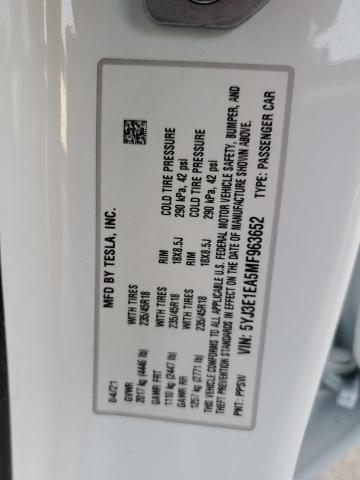 MFD BY TESLA, INC.
04/21
GVWR
2017 kg (4446 lb)
GAWR FRT WITH TIRES RIM COLD TIRE PRESSURE
1110 kg (2447 lb) 235/45R18 18X8.5J 290 kPa, 42 psi
GAWR RR WITH TIRES RIM COLD TIRE PRESSURE
1257 kg (2771 lb) 235/45R18 18X8.5J 290 kPa, 42 psi
THIS VEHICLE CONFORMS TO ALL APPLICABLE U.S. FEDERAL MOTOR VEHICLE SAFETY, BUMPER, AND
THEFT PREVENTION STANDARDS IN EFFECT ON THE DATE OF MANUFACTURE SHOWN ABOVE.
PNT: PPSW VIN: 5YJ3E1EA5MF963652 TYPE: PASSENGER CAR